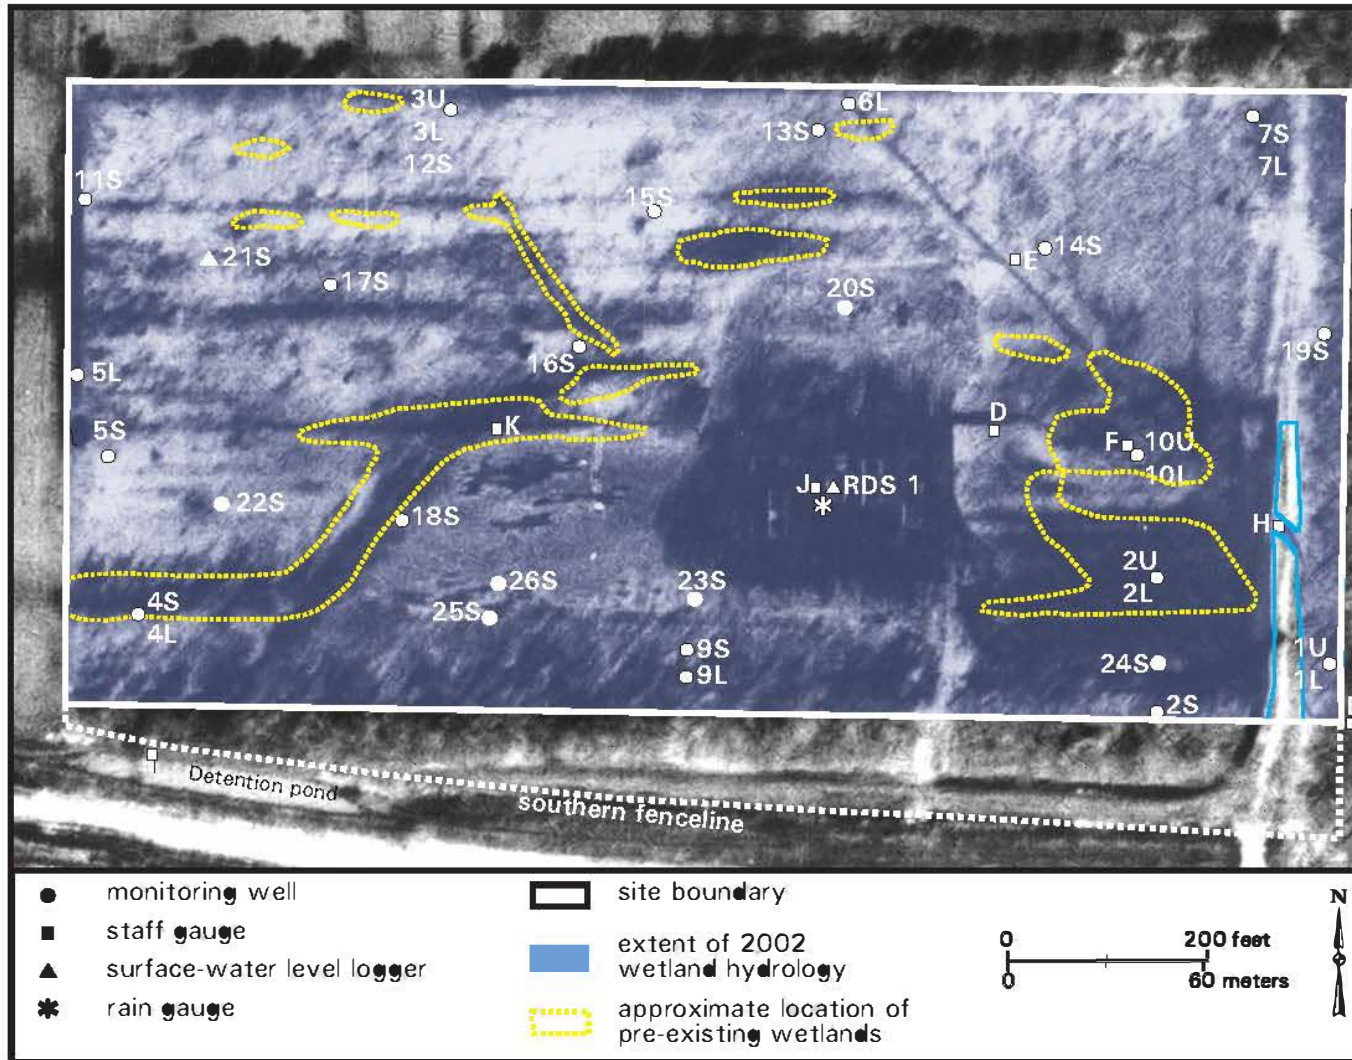 3U
3L
12S
6L
13S
7S
7L
11S
15S
21S
E
14S
17S
20S
16S
19S
5L
K
D
5S
F
10U
10L
J
RDS 1
22S
18S
H
2U
2L
26S
23S
25S
4S
4L
9S
9L
1U
1L
24S
2S
I
Detention pond
southern fenceline
monitoring well
staff gauge
surface-water level logger
rain gauge
site boundary
extent of 2002
wetland hydrology
approximate location of
pre-existing wetlands
0 200 feet
0 60 meters
N